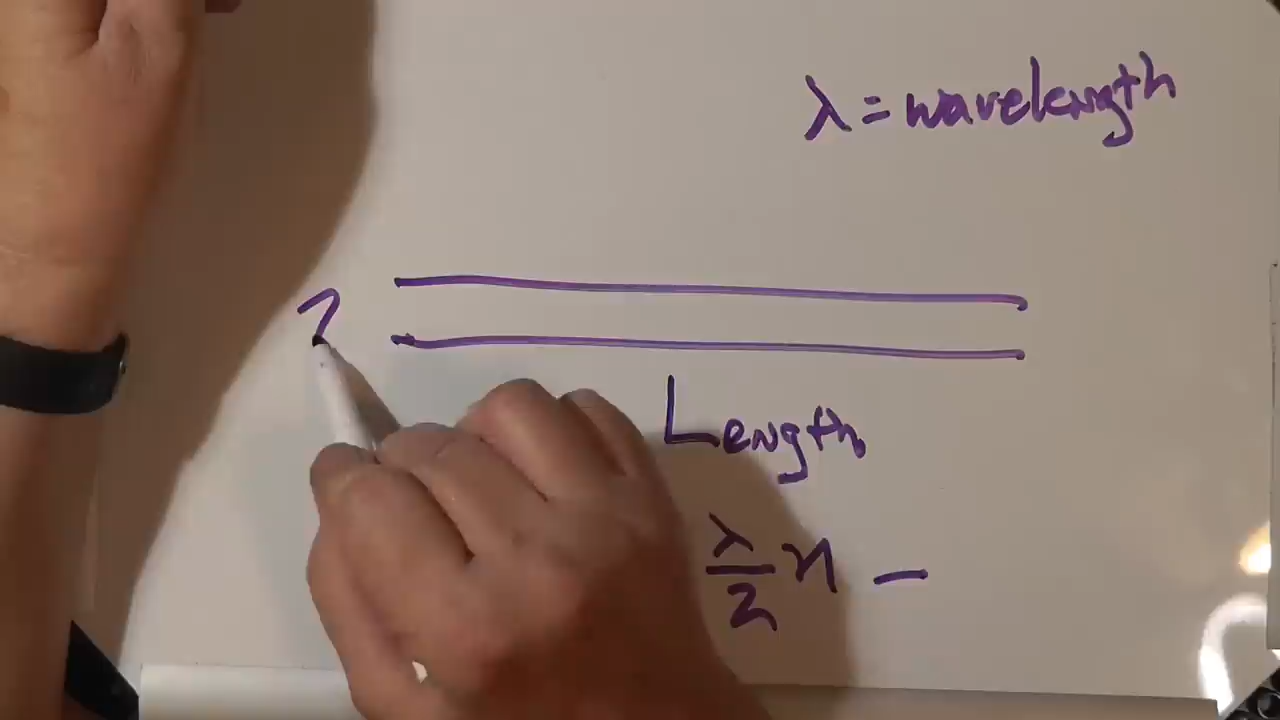 λ = wavelength
Length
λ/2 n –